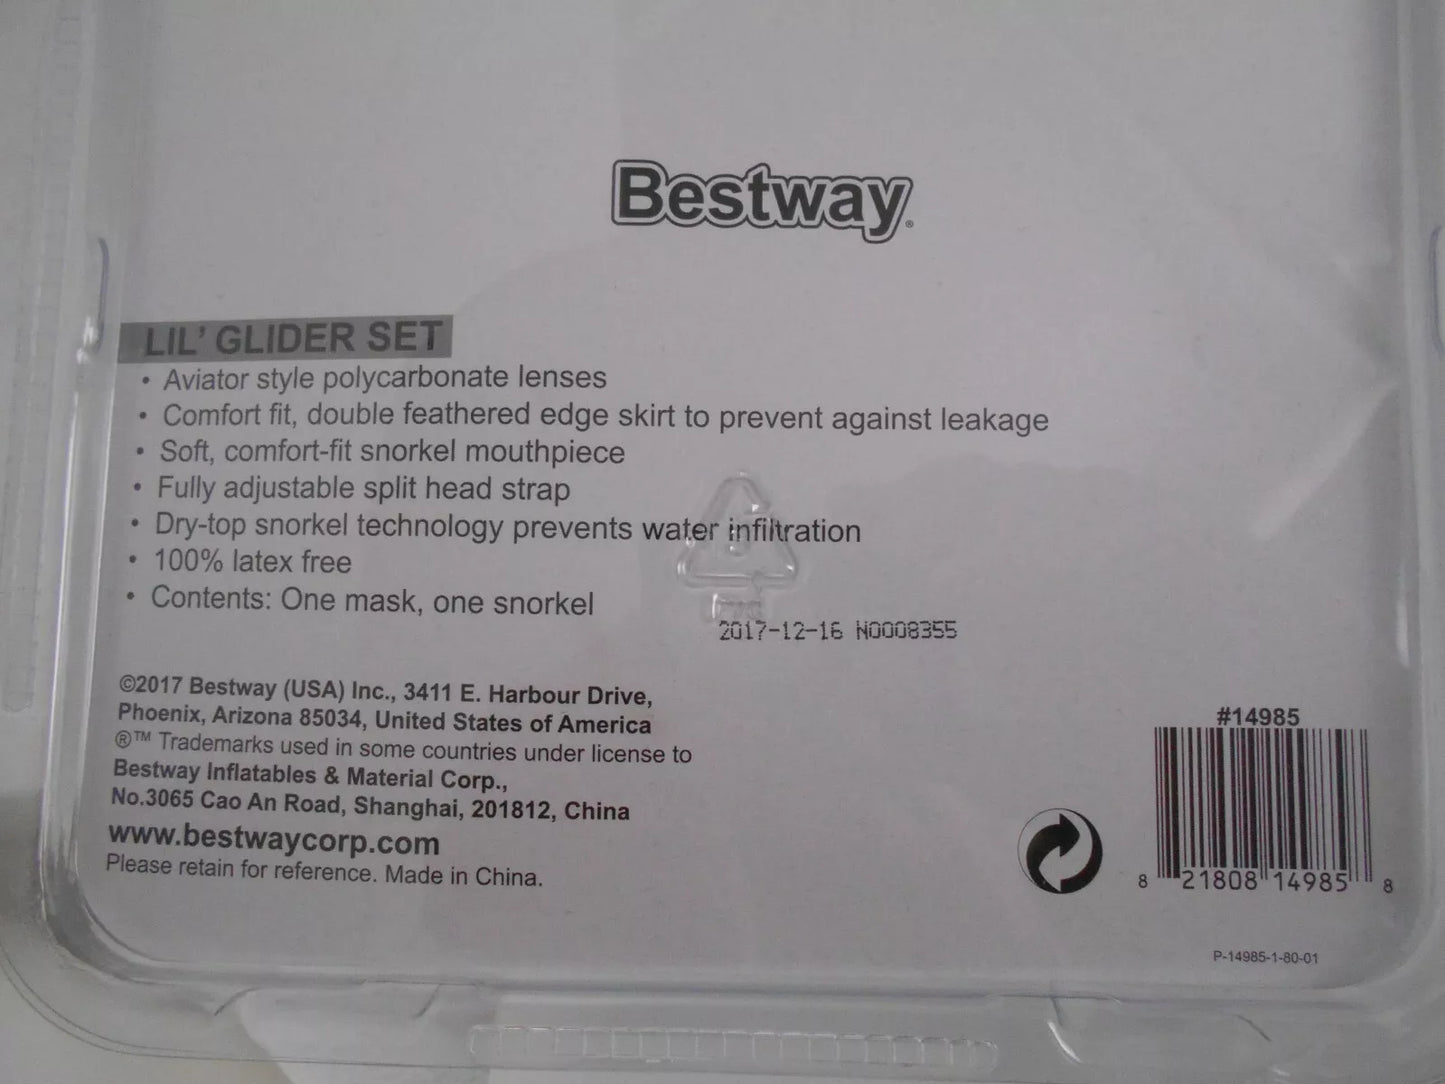 Bestway®
LIL’ GLIDER SET
• Aviator style polycarbonate lenses
• Comfort fit, double feathered edge skirt to prevent against leakage
• Soft, comfort-fit snorkel mouthpiece
• Fully adjustable split head strap
• Dry-top snorkel technology prevents water infiltration
• 100% latex free
• Contents: One mask, one snorkel
2017-12-16 N0008355
©2017 Bestway (USA) Inc., 3411 E. Harbour Drive,
Phoenix, Arizona 85034, United States of America
®™ Trademarks used in some countries under license to
Bestway Inflatables & Material Corp.,
No.3065 Cao An Road, Shanghai, 201812, China
www.bestwaycorp.com
Please retain for reference. Made in China.
#14985
8 21808 14985 8
P-14985-1-80-01